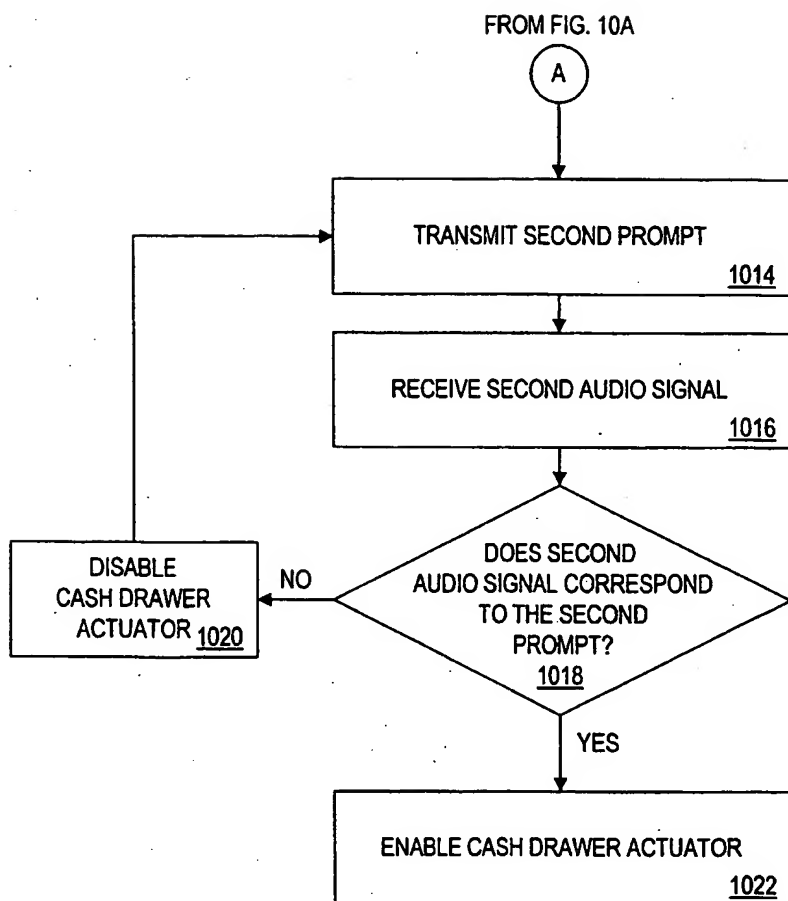 FROM FIG. 10A
A
TRANSMIT SECOND PROMPT
1014
RECEIVE SECOND AUDIO SIGNAL
1016
DOES SECOND
AUDIO SIGNAL CORRESPOND
TO THE SECOND
PROMPT?
1018
NO
DISABLE
CASH DRAWER
ACTUATOR 1020
YES
ENABLE CASH DRAWER ACTUATOR
1022